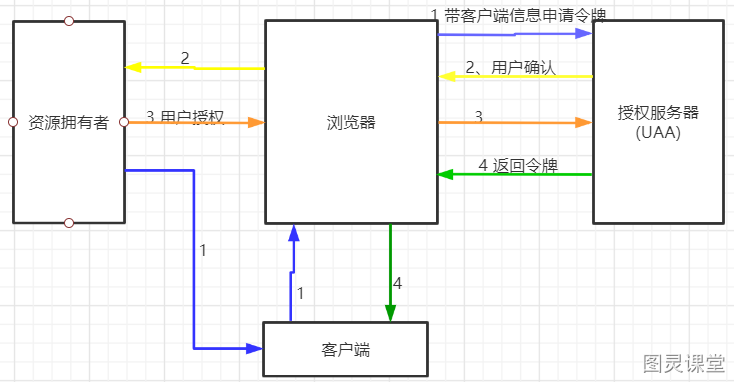 1 带客户端信息申请令牌
2
2、用户确认
资源拥有者
3 用户授权
浏览器
3
授权服务器
(UAA)
4 返回令牌
1
1
4
客户端
图灵课堂